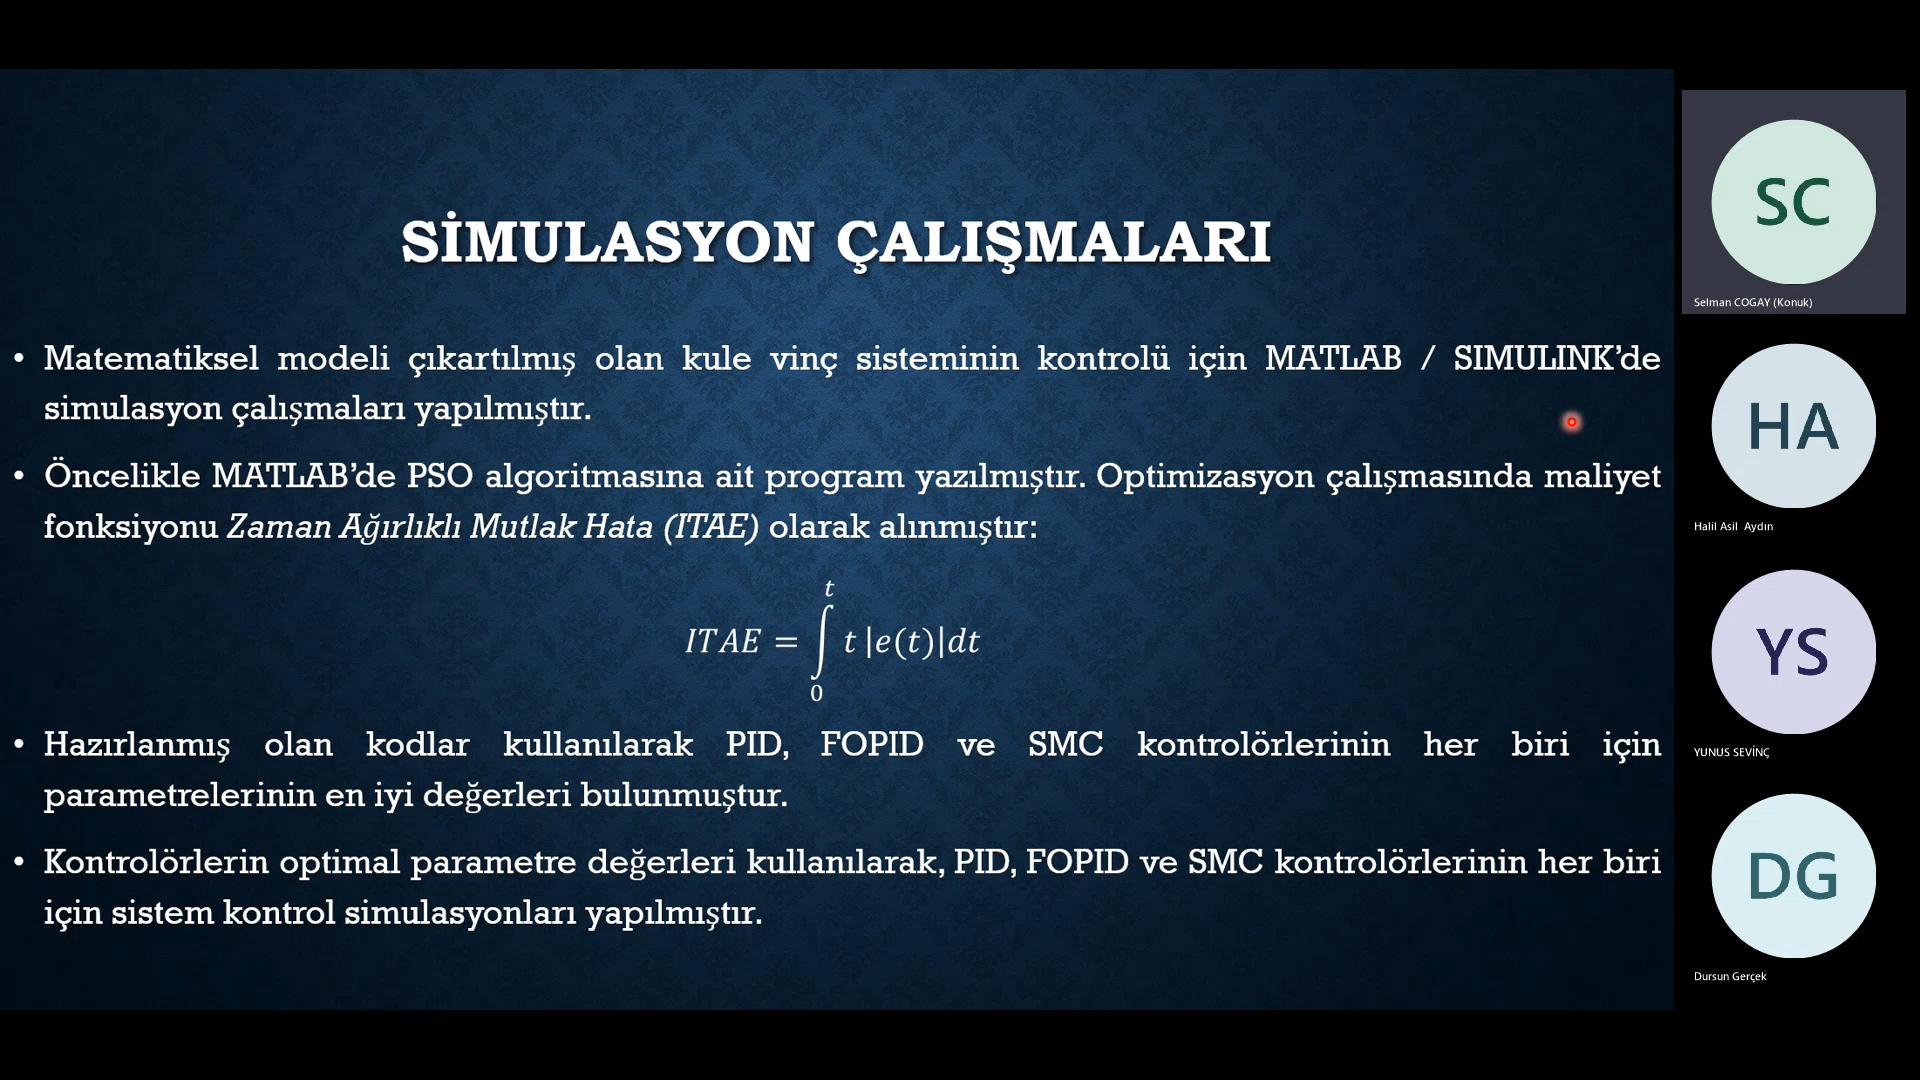 SİMULASYON ÇALIŞMALARI
• Matematiksel modeli çıkartılmış olan kule vinç sisteminin kontrolü için MATLAB / SIMULINK’de
simulasyon çalışmaları yapılmıştır.
• Öncelikle MATLAB’de PSO algoritmasına ait program yazılmıştır. Optimizasyon çalışmasında maliyet
fonksiyonu Zaman Ağırlıklı Mutlak Hata (ITAE) olarak alınmıştır:
t
ITAE = ∫ t |e(t)|dt
0
• Hazırlanmış olan kodlar kullanılarak PID, FOPID ve SMC kontrolörlerinin her biri için
parametrelerinin en iyi değerleri bulunmuştur.
• Kontrolörlerin optimal parametre değerleri kullanılarak, PID, FOPID ve SMC kontrolörlerinin her biri
için sistem kontrol simulasyonları yapılmıştır.
SC
Selman COGAY (Konuk)
HA
Halil Asil Aydın
YS
YUNUS SEVİNÇ
DG
Dursun Gerçek